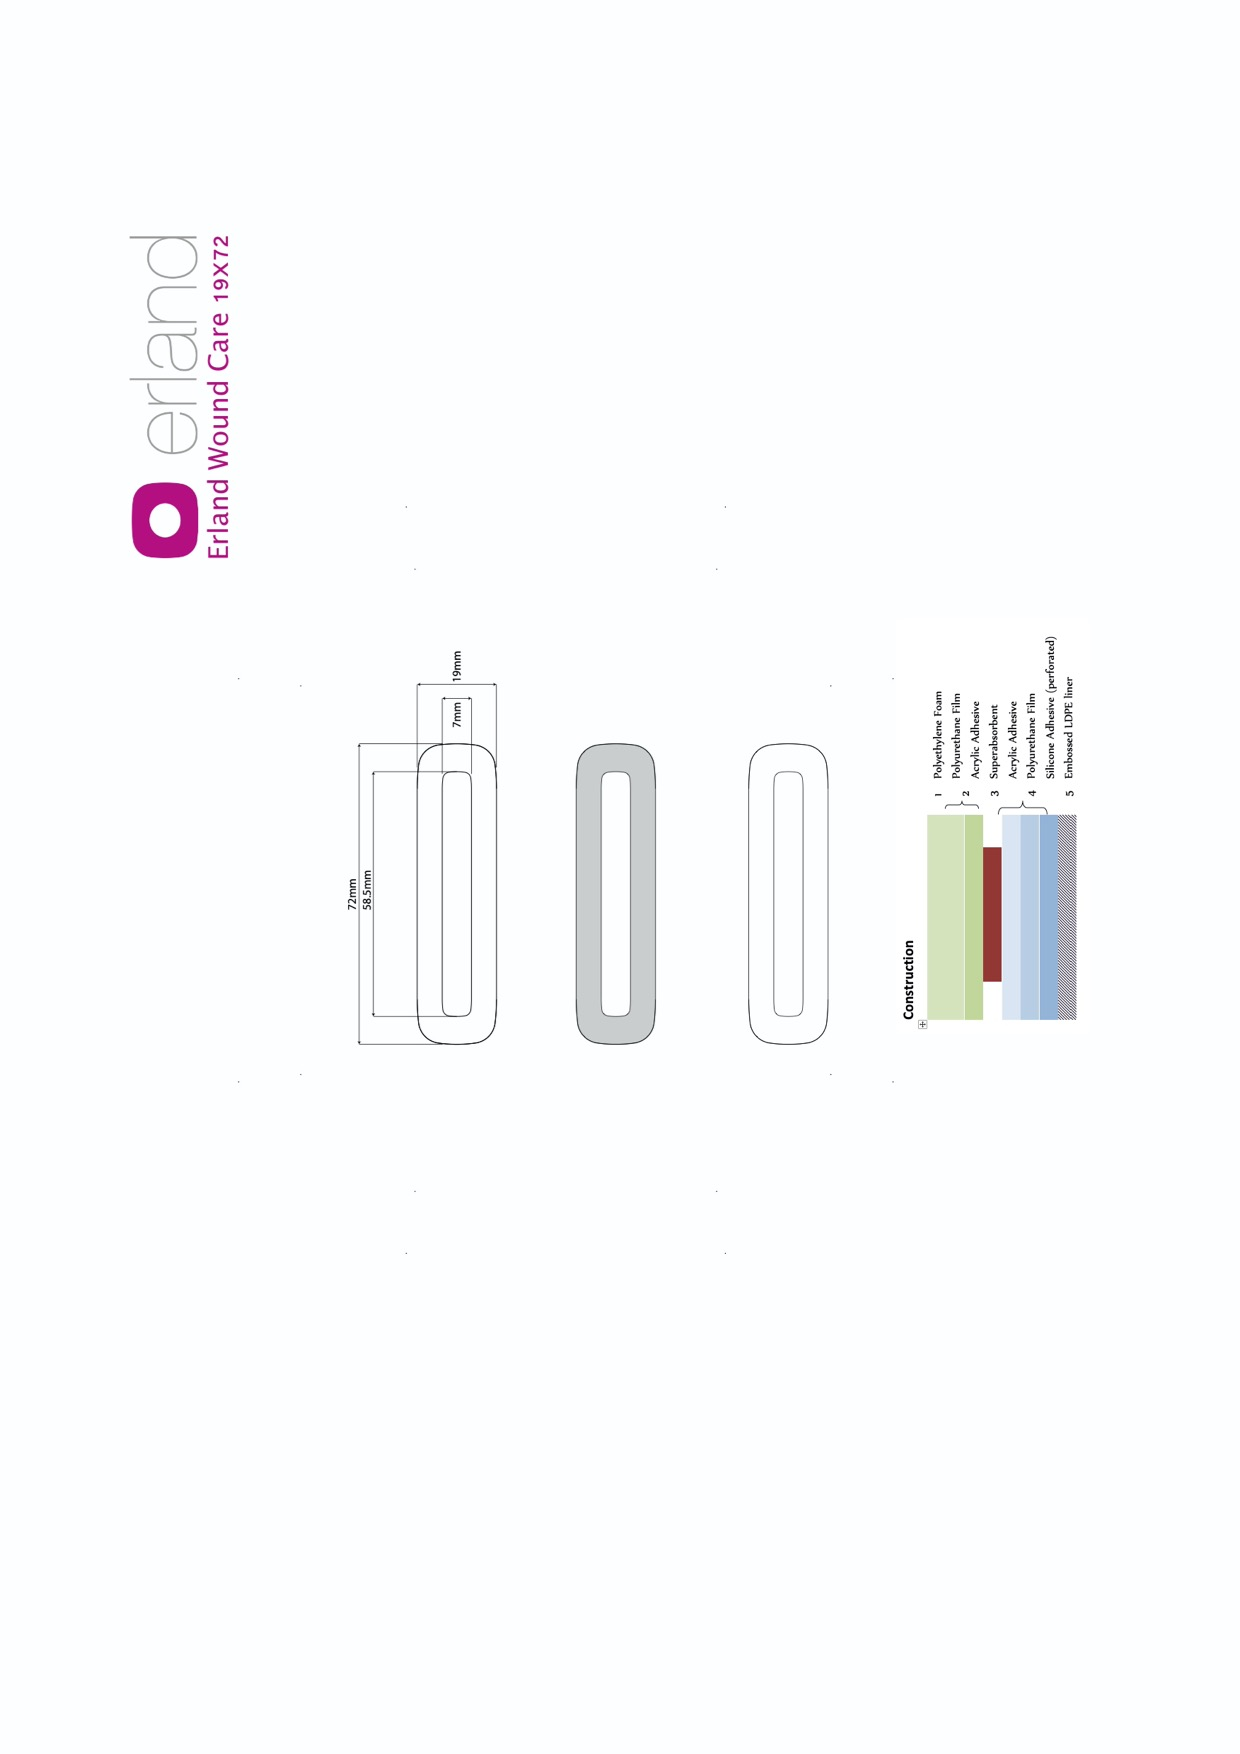 erland
Erland Wound Care 19X72
72mm
58.5mm
7mm
19mm
Construction
1 Polyethylene Foam
Polyurethane Film
2 Acrylic Adhesive
3 Superabsorbent
Acrylic Adhesive
4 Polyurethane Film
Silicone Adhesive (perforated)
5 Embossed LDPE liner